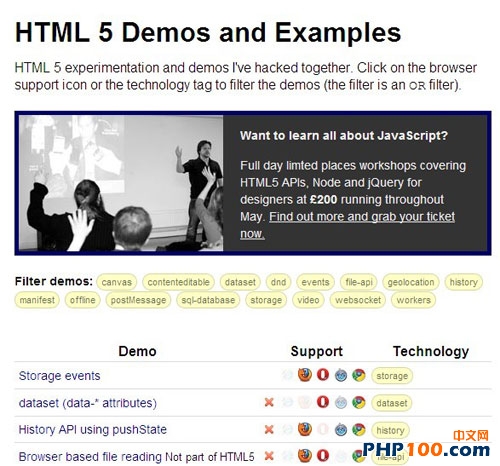 HTML 5 Demos and Examples
HTML 5 experimentation and demos I've hacked together. Click on the browser
support icon or the technology tag to filter the demos (the filter is an OR filter).
Want to learn all about JavaScript?
Full day limted places workshops covering
HTML5 APIs, Node and jQuery for
designers at £200 running throughout
May. Find out more and grab your ticket
now.
Filter demos: canvas contenteditable dataset dnd events file-api geolocation history
manifest offline postMessage sql-database storage video websocket workers
Demo Support Technology
Storage events storage
dataset (data-* attributes) dataset
History API using pushState history
Browser based file reading Not part of HTML5 file-api
中文网
PHP100.com